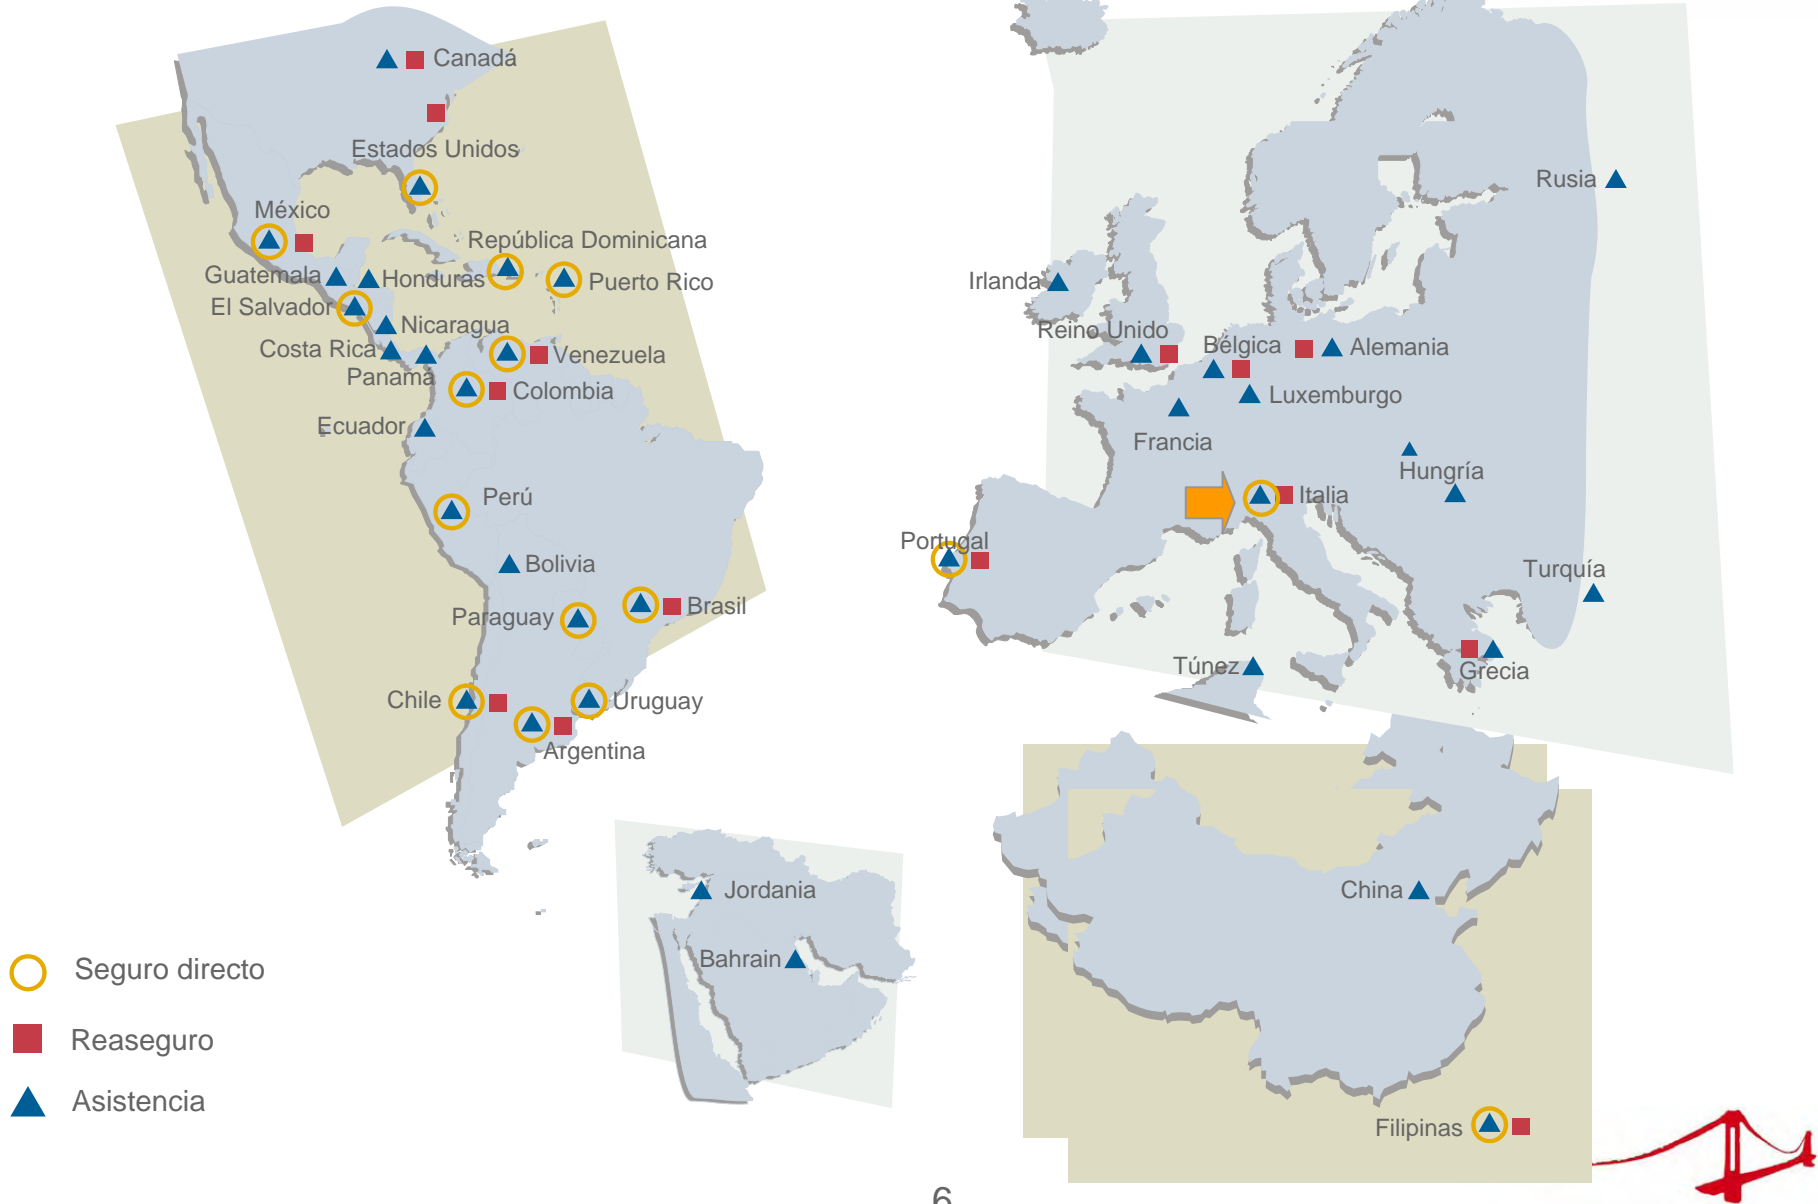 Canadá
Estados Unidos
México
República Dominicana
Guatemala
Honduras
Puerto Rico
El Salvador
Nicaragua
Costa Rica
Venezuela
Panamá
Colombia
Ecuador
Perú
Bolivia
Paraguay
Brasil
Chile
Uruguay
Argentina
Rusia
Irlanda
Reino Unido
Bélgica
Alemania
Luxemburgo
Francia
Hungría
Italia
Portugal
Turquía
Túnez
Grecia
Jordania
Bahrain
China
Filipinas
Seguro directo
Reaseguro
Asistencia
6